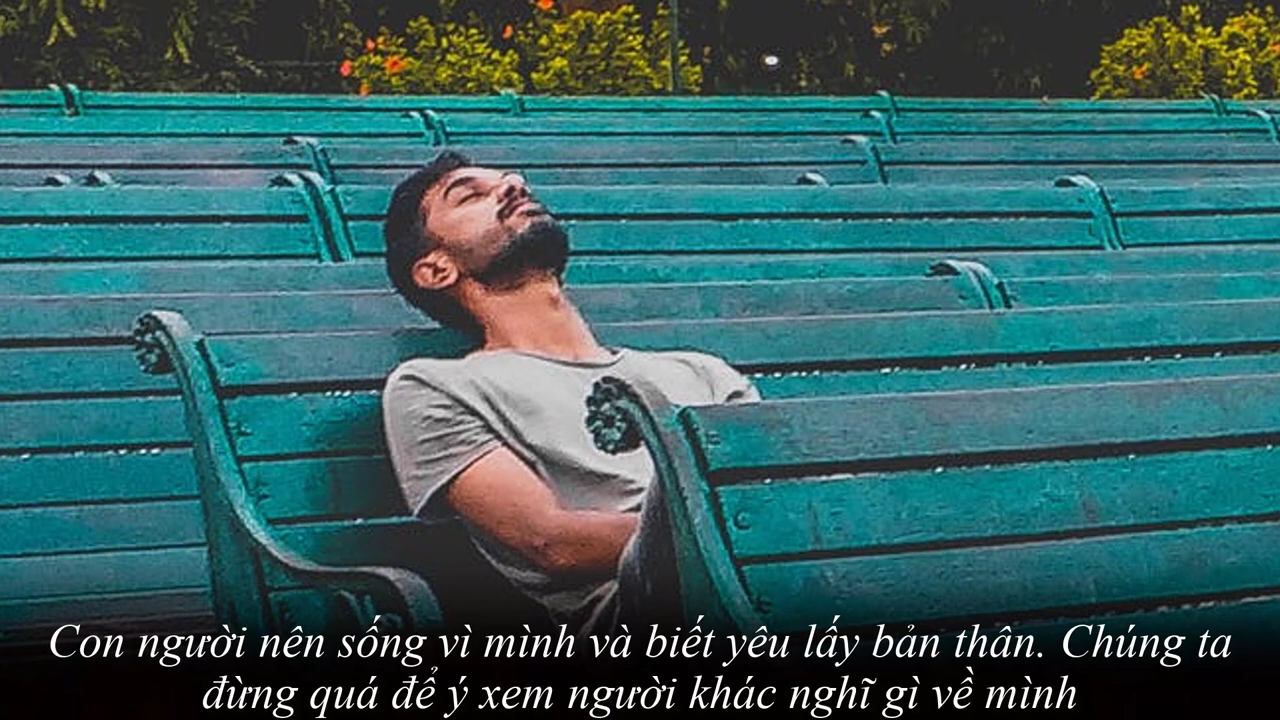 Con người nên sống vì mình và biết yêu lấy bản thân. Chúng ta
đừng quá để ý xem người khác nghĩ gì về mình